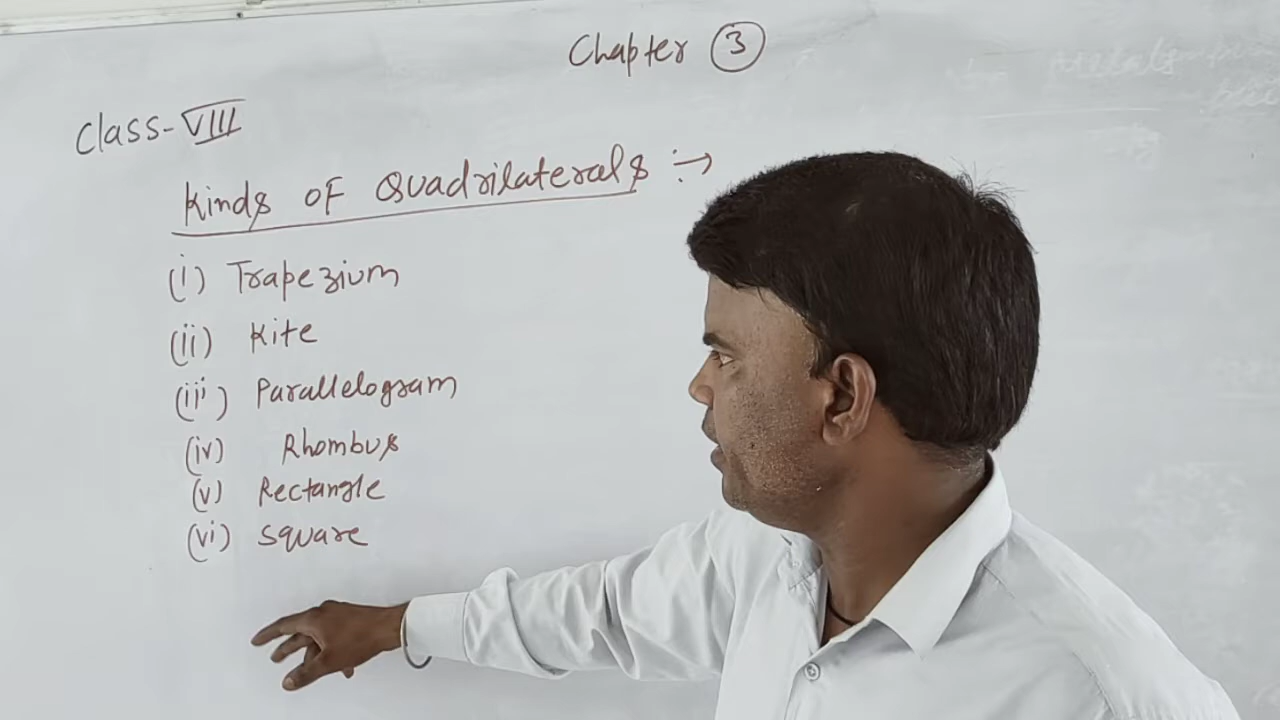 Chapter 3
Class-VIII
Kinds of Quadrilaterals :→
(i) Trapezium
(ii) Kite
(iii) Parallelogram
(iv) Rhombus
(v) Rectangle
(vi) Square